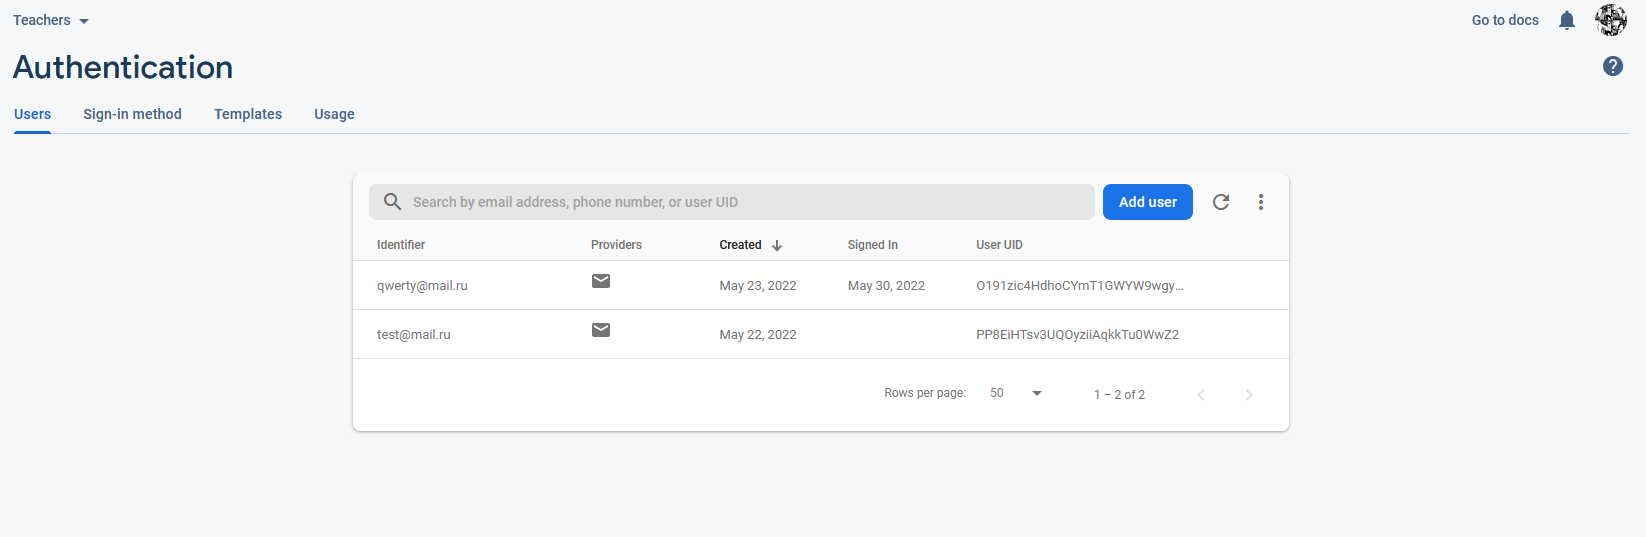 Teachers
Go to docs
Authentication
Users Sign-in method Templates Usage
Search by email address, phone number, or user UID
Add user
Identifier Providers Created Signed In User UID
qwerty@mail.ru May 23, 2022 May 30, 2022 O191zic4HdhoCYmT1GWYW9wgy...
test@mail.ru May 22, 2022 PP8EiHTsv3UQOyziiAqkkTu0WwZ2
Rows per page: 50 1 – 2 of 2